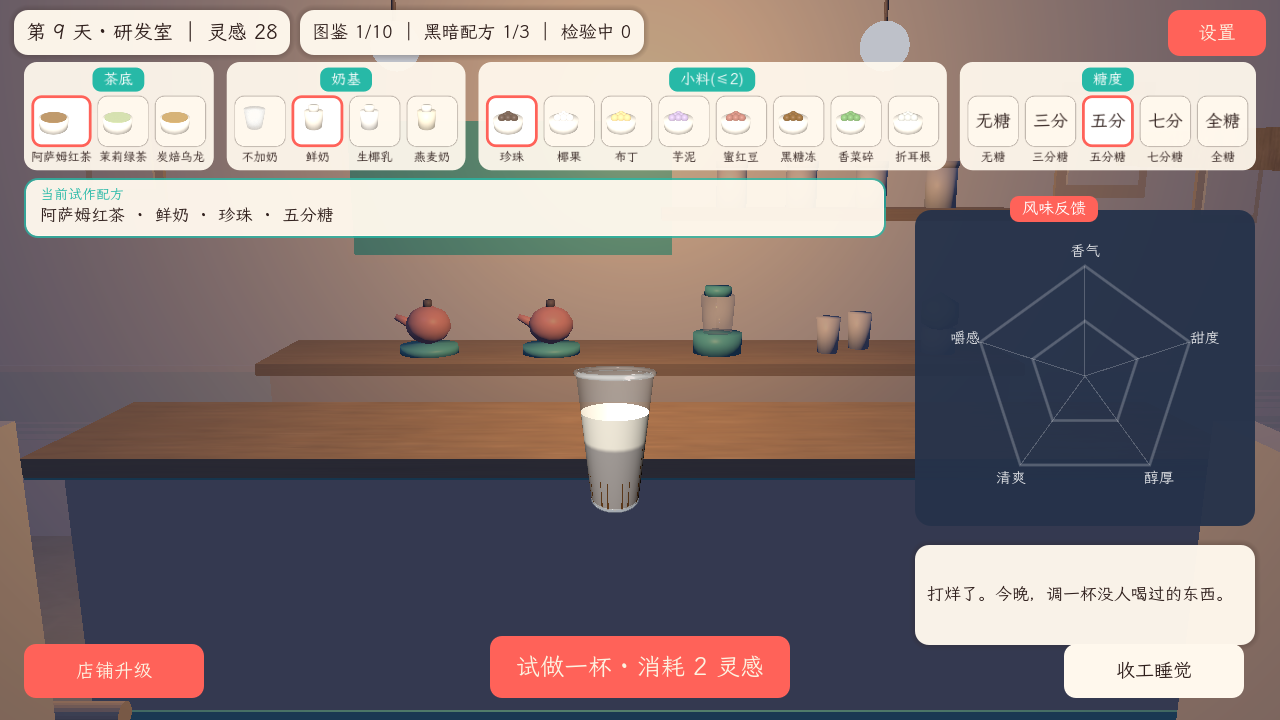 第 9 天·研发室 ｜ 灵感 28
图鉴 1/10 ｜ 黑暗配方 1/3 ｜ 检验中 0
设置
茶底
阿萨姆红茶 茉莉绿茶 炭焙乌龙
奶基
不加奶 鲜奶 生椰乳 燕麦奶
小料(≤2)
珍珠 椰果 布丁 芋泥 蜜红豆 黑糖冻 香菜碎 折耳根
糖度
无糖 三分 五分 七分 全糖
无糖 三分糖 五分糖 七分糖 全糖
当前试作配方
阿萨姆红茶 · 鲜奶 · 珍珠 · 五分糖
风味反馈
香气
嚼感 甜度
清爽 醇厚
打烊了。今晚，调一杯没人喝过的东西。
店铺升级
试做一杯·消耗 2 灵感
收工睡觉